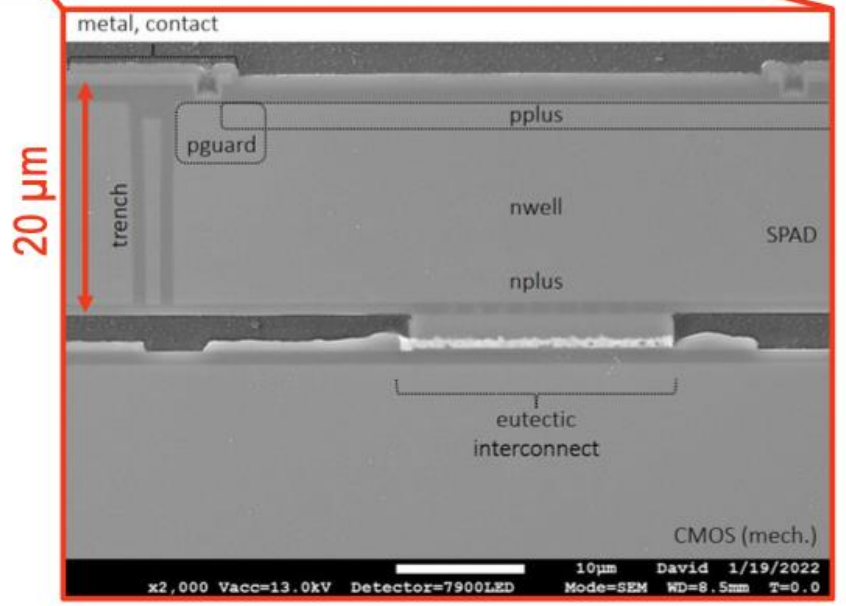 metal, contact
pplus
pguard
20 µm
trench
nwell
SPAD
nplus
eutectic
interconnect
CMOS (mech.)
10µm David 1/19/2022
x2,000 Vacc=13.0kV Detector=7900LED Mode=SEM WD=8.5mm T=0.0